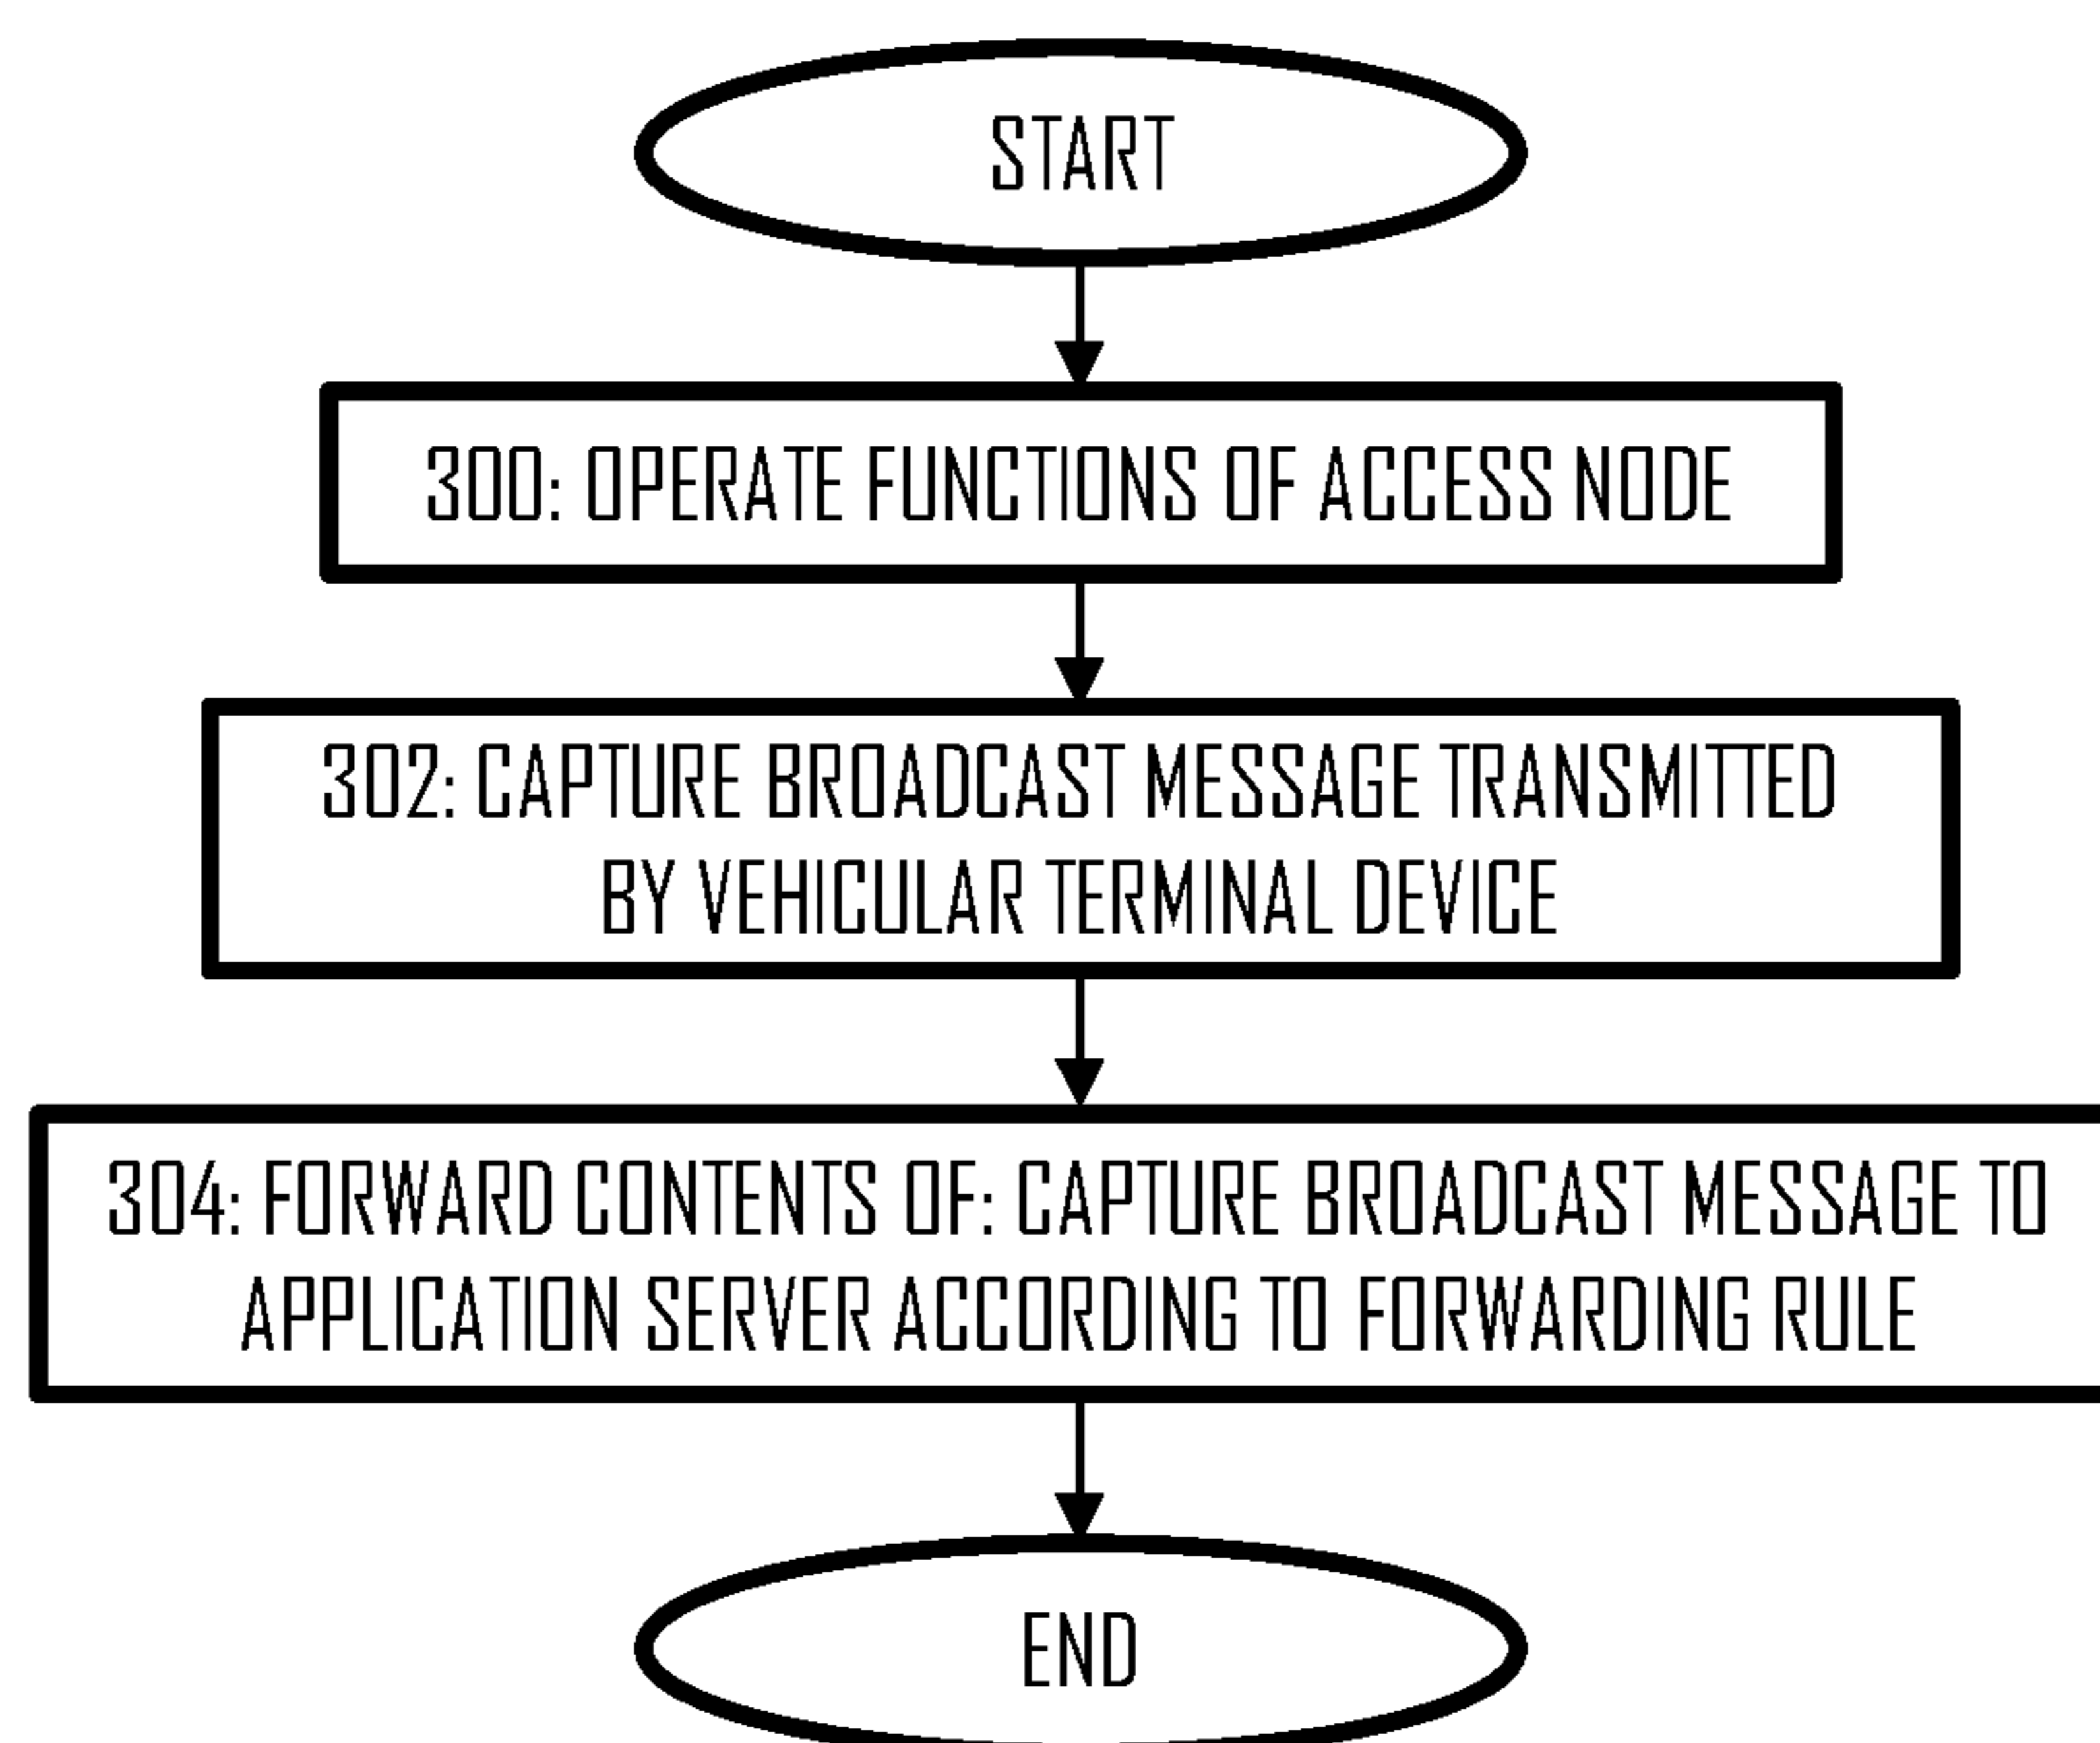 START
300: OPERATE FUNCTIONS OF ACCESS NODE
302: CAPTURE BROADCAST MESSAGE TRANSMITTED
BY VEHICULAR TERMINAL DEVICE
304: FORWARD CONTENTS OF: CAPTURE BROADCAST MESSAGE TO
APPLICATION SERVER ACCORDING TO FORWARDING RULE
END